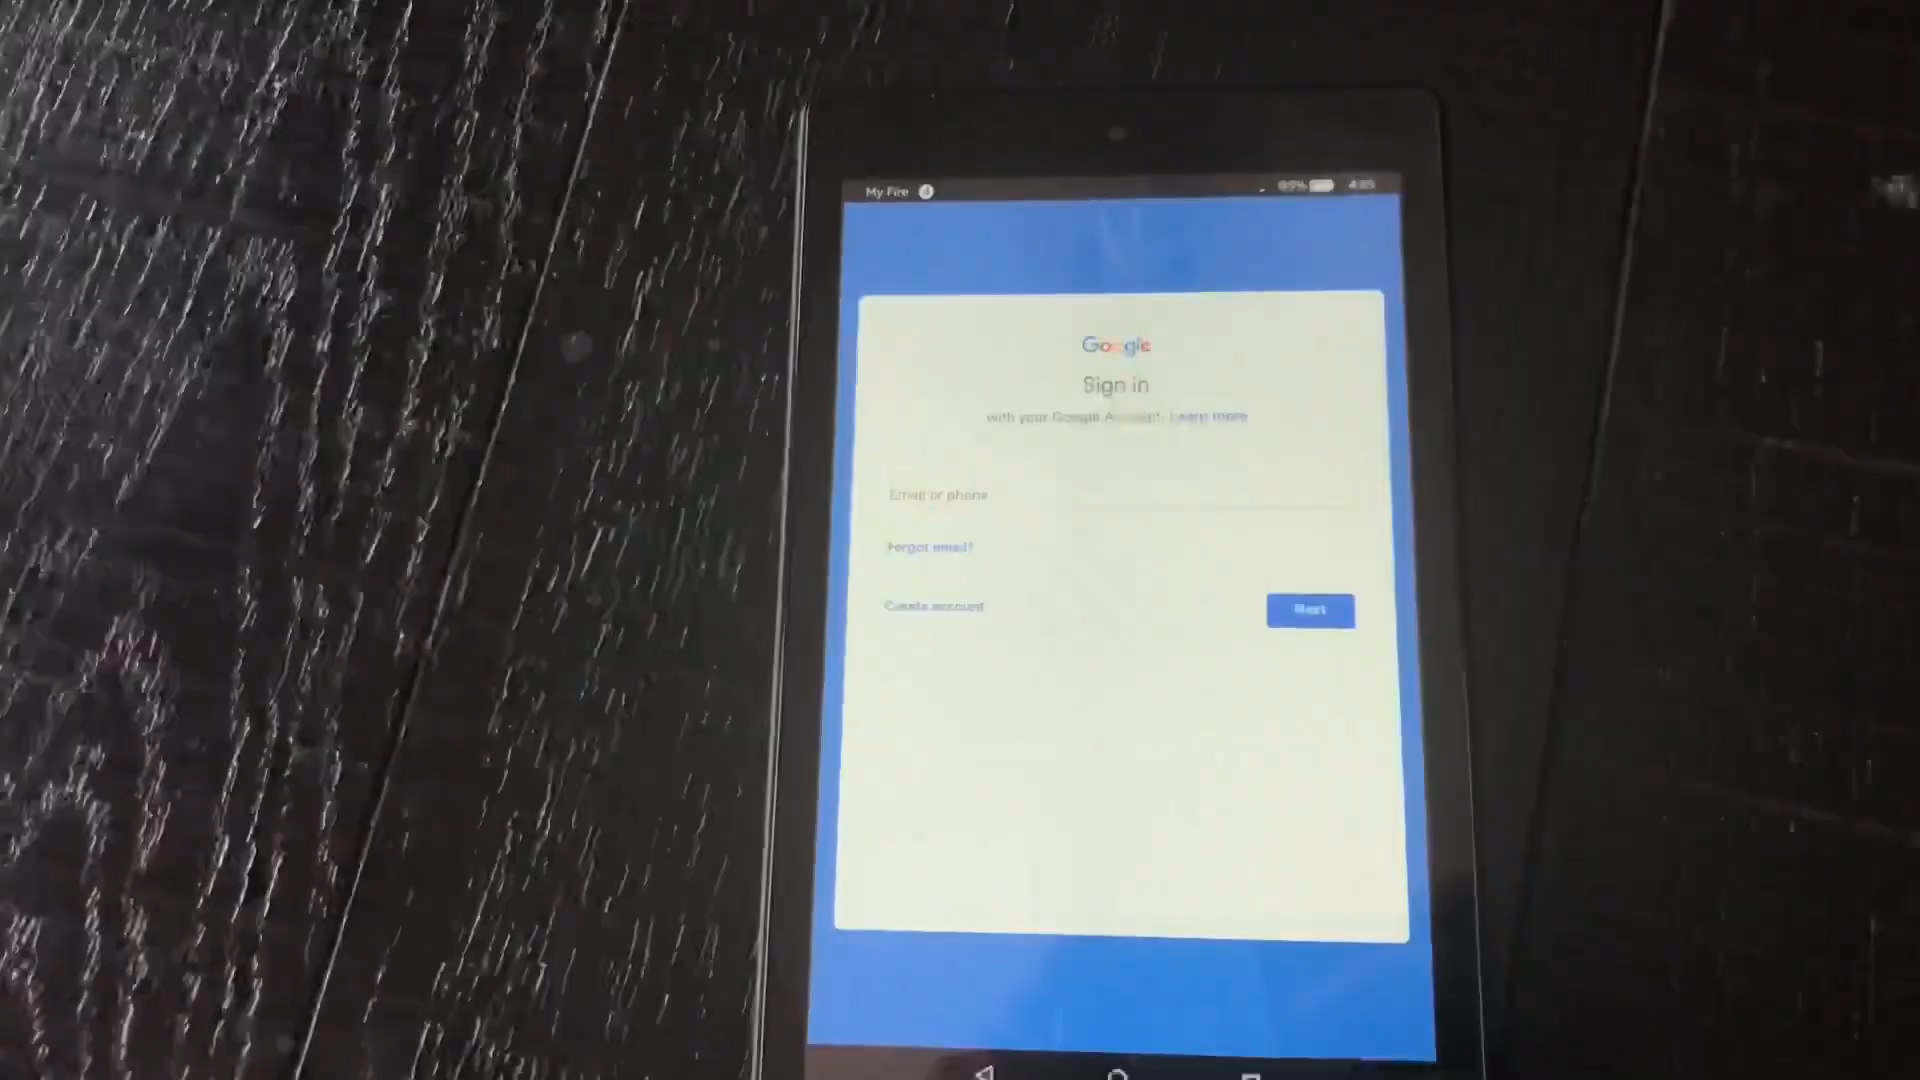 My Fire
Google
Sign in
with your Google Account. Learn more
Email or phone
Forgot email?
Create account
Next